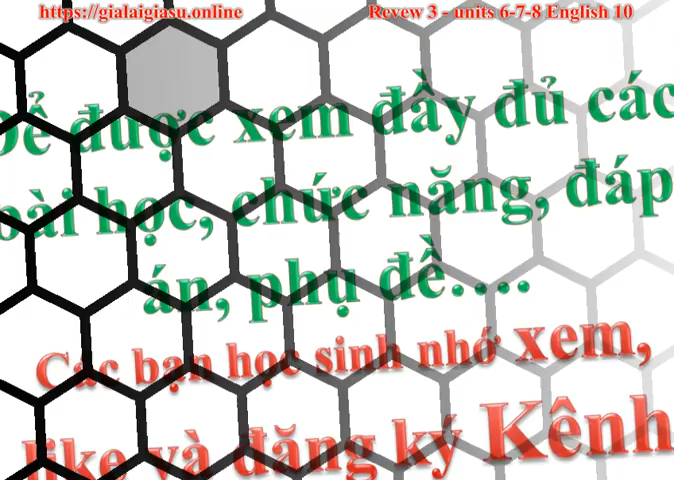 https://gialaigiasu.online Revew 3 - units 6-7-8 English 10
Để được xem đầy đủ các
bài học, chức năng, đáp
án, phụ đề....
Các bạn học sinh nhớ xem,
like và đăng ký Kênh